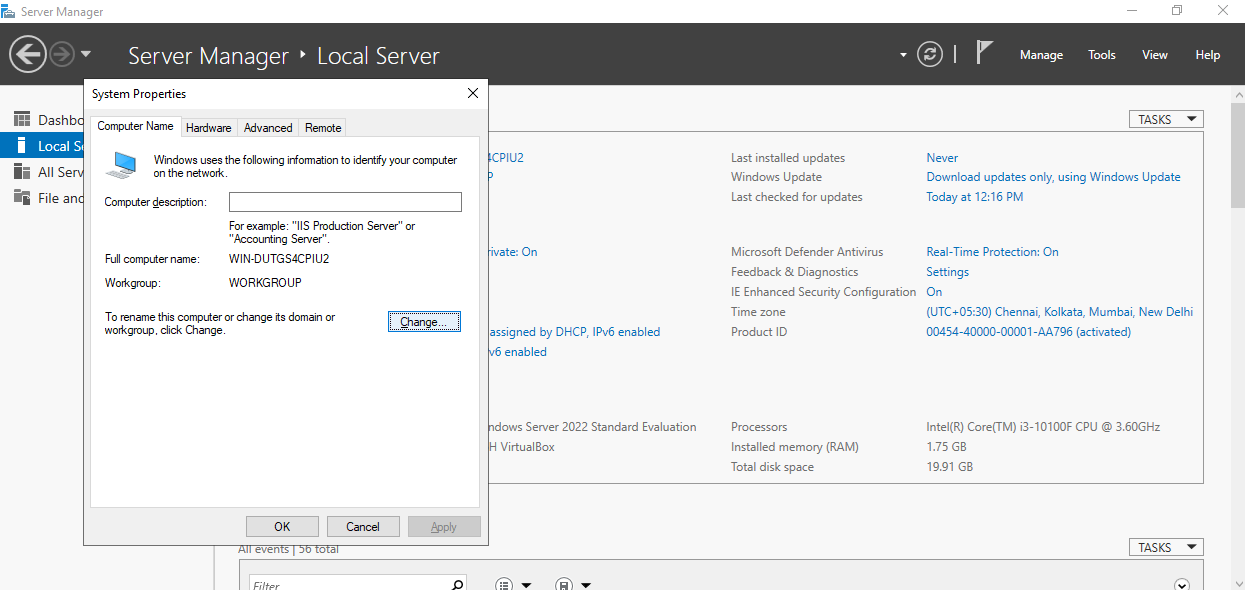 Server Manager
Server Manager ‣ Local Server
Manage Tools View Help
System Properties
Computer Name Hardware Advanced Remote
Windows uses the following information to identify your computer
on the network.
Computer description:
For example: "IIS Production Server" or
"Accounting Server".
Full computer name: WIN-DUTGS4CPIU2
Workgroup: WORKGROUP
To rename this computer or change its domain or
workgroup, click Change.
Change...
OK Cancel Apply
Dashbo
Local Se
All Serv
File and
TASKS
4CPIU2
P
rivate: On
assigned by DHCP, IPv6 enabled
v6 enabled
ndows Server 2022 Standard Evaluation
H VirtualBox
Last installed updates Never
Windows Update Download updates only, using Windows Update
Last checked for updates Today at 12:16 PM
Microsoft Defender Antivirus Real-Time Protection: On
Feedback & Diagnostics Settings
IE Enhanced Security Configuration On
Time zone (UTC+05:30) Chennai, Kolkata, Mumbai, New Delhi
Product ID 00454-40000-00001-AA796 (activated)
Processors Intel(R) Core(TM) i3-10100F CPU @ 3.60GHz
Installed memory (RAM) 1.75 GB
Total disk space 19.91 GB
All events | 56 total
TASKS
Filter